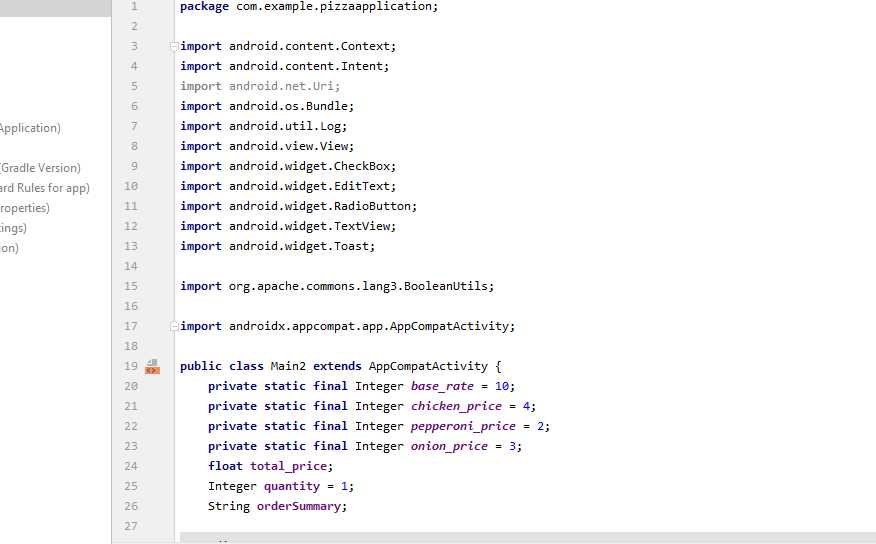 1 package com.example.pizzaapplication;
2
3 import android.content.Context;
4 import android.content.Intent;
5 import android.net.Uri;
6 import android.os.Bundle;
Application)
7 import android.util.Log;
8 import android.view.View;
(Gradle Version)
9 import android.widget.CheckBox;
ard Rules for app)
10 import android.widget.EditText;
roperties)
11 import android.widget.RadioButton;
tings)
12 import android.widget.TextView;
ion)
13 import android.widget.Toast;
14
15 import org.apache.commons.lang3.BooleanUtils;
16
17 import androidx.appcompat.app.AppCompatActivity;
18
19 public class Main2 extends AppCompatActivity {
20 private static final Integer base_rate = 10;
21 private static final Integer chicken_price = 4;
22 private static final Integer pepperoni_price = 2;
23 private static final Integer onion_price = 3;
24 float total_price;
25 Integer quantity = 1;
26 String orderSummary;
27